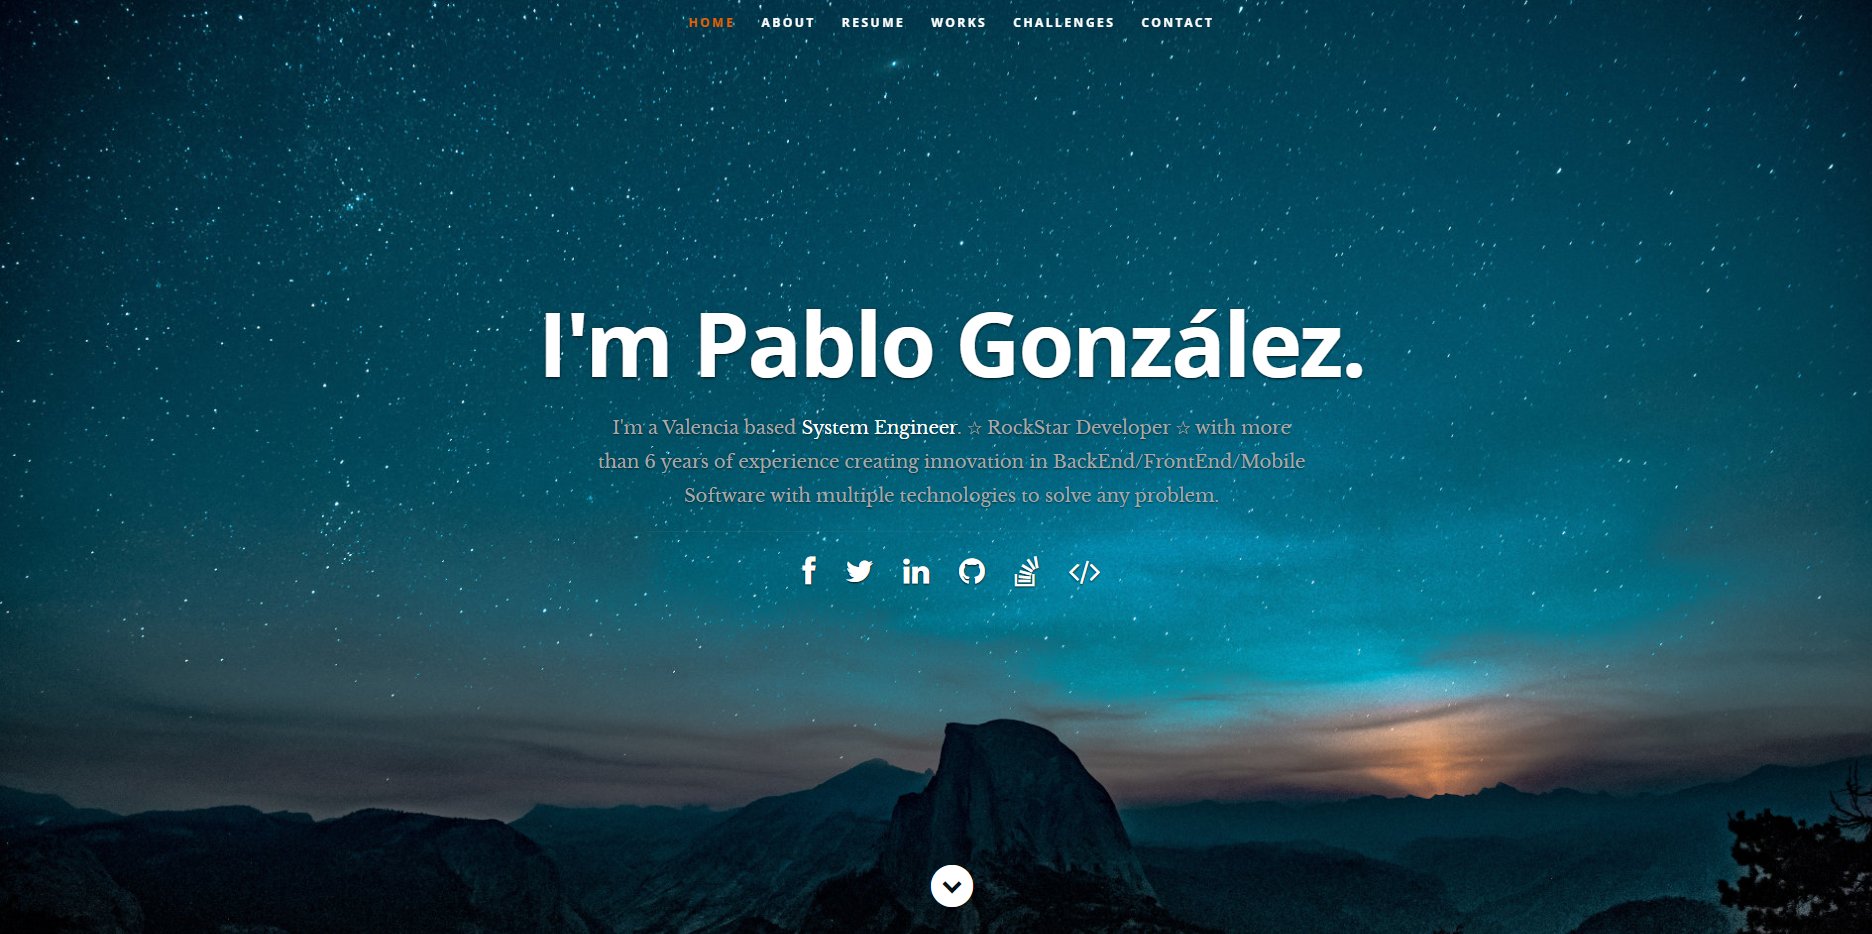 HOME ABOUT RESUME WORKS CHALLENGES CONTACT
I'm Pablo González.
I'm a Valencia based System Engineer. ☆ RockStar Developer ☆ with more
than 6 years of experience creating innovation in BackEnd/FrontEnd/Mobile
Software with multiple technologies to solve any problem.